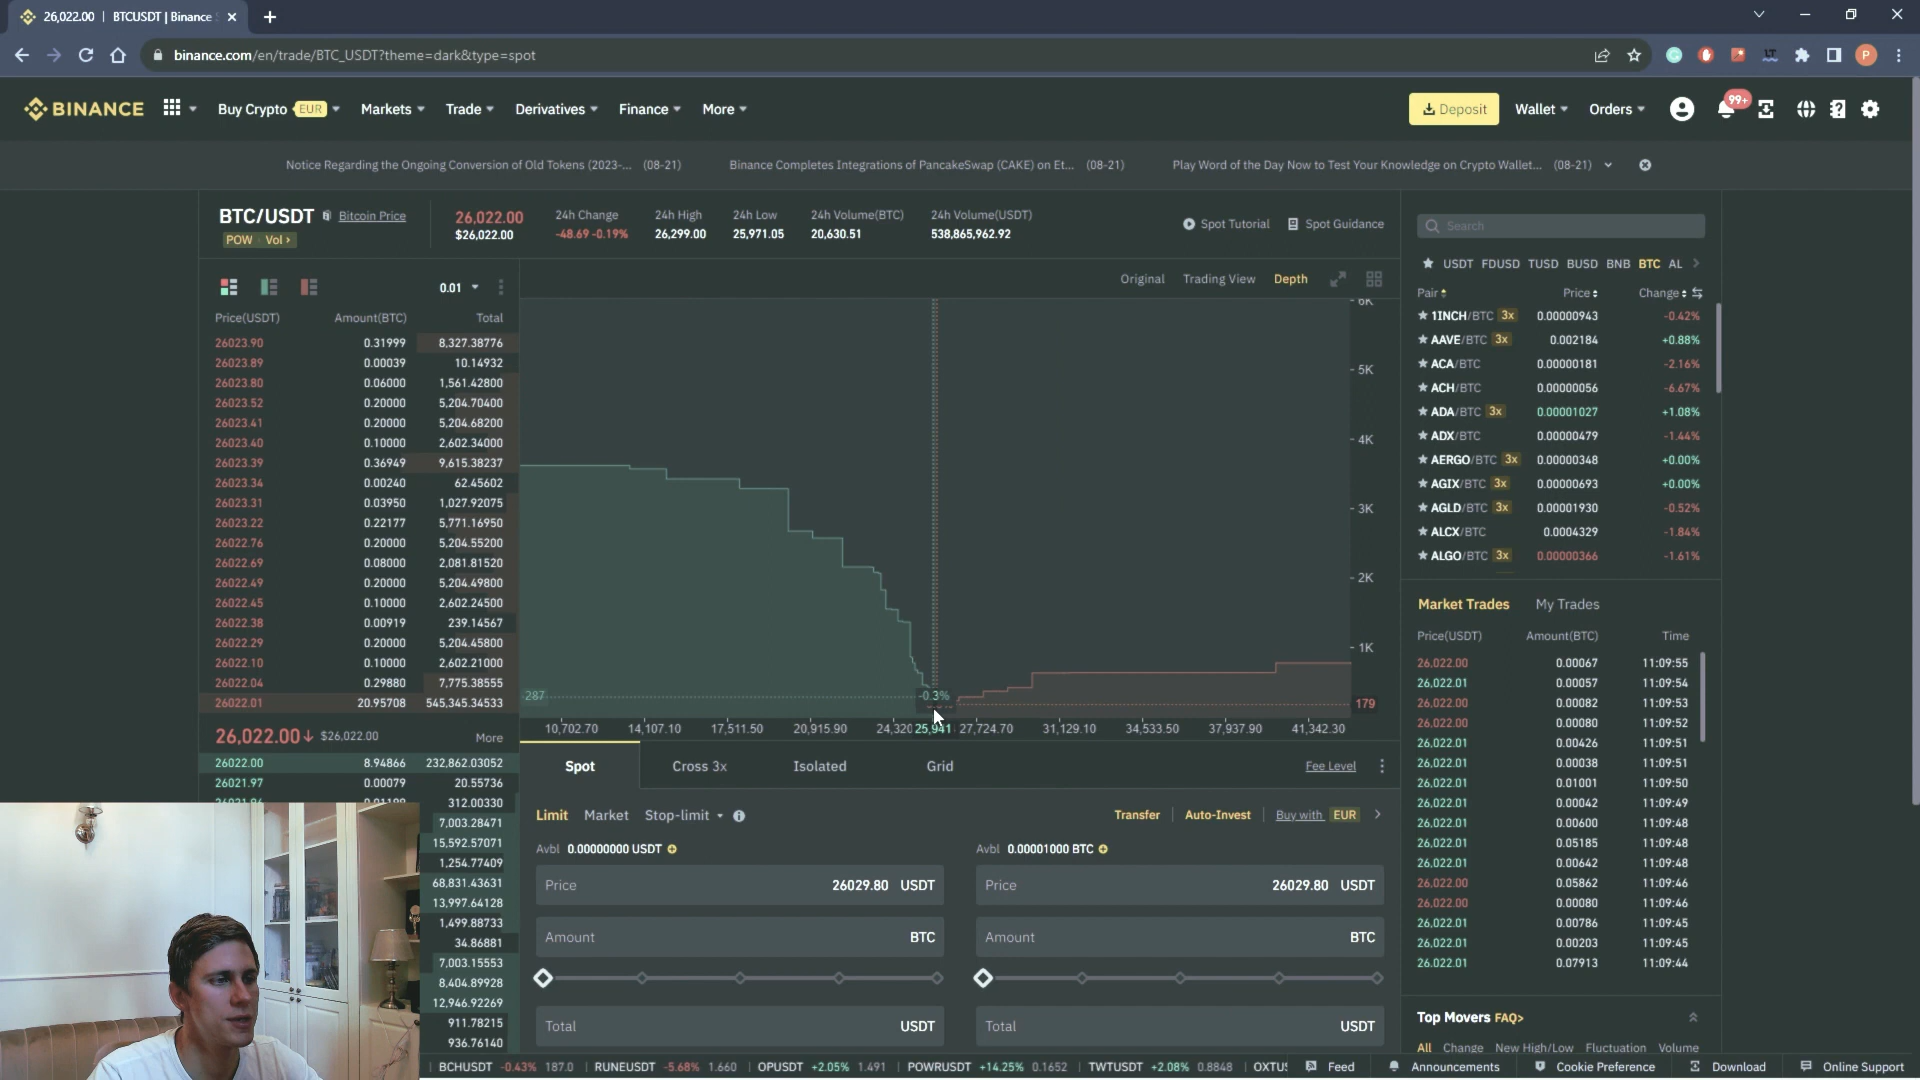 26,022.00 | BTCUSDT | Binance
binance.com/en/trade/BTC_USDT?theme=dark&type=spot
LT
P
BINANCE
Buy Crypto EUR
Markets
Trade
Derivatives
Finance
More
Deposit
Wallet
Orders
99+
Notice Regarding the Ongoing Conversion of Old Tokens (2023-... (08-21)
Binance Completes Integrations of PancakeSwap (CAKE) on Et... (08-21)
Play Word of the Day Now to Test Your Knowledge on Crypto Wallet... (08-21)
BTC/USDT
Bitcoin Price
POW Vol
26,022.00
$26,022.00
24h Change
-48.69 -0.19%
24h High
26,299.00
24h Low
25,971.05
24h Volume(BTC)
20,630.51
24h Volume(USDT)
538,865,962.92
Spot Tutorial
Spot Guidance
0.01
Price(USDT) Amount(BTC) Total
26023.90 0.31999 8,327.38776
26023.89 0.00039 10.14932
26023.80 0.06000 1,561.42800
26023.52 0.20000 5,204.70400
26023.41 0.20000 5,204.68200
26023.40 0.10000 2,602.34000
26023.39 0.36949 9,615.38237
26023.34 0.00240 62.45602
26023.31 0.03950 1,027.92075
26023.22 0.22177 5,771.16950
26022.76 0.20000 5,204.55200
26022.69 0.08000 2,081.81520
26022.49 0.20000 5,204.49800
26022.45 0.10000 2,602.24500
26022.38 0.00919 239.14567
26022.29 0.20000 5,204.45800
26022.10 0.10000 2,602.21000
26022.04 0.29880 7,775.38555
26022.01 20.95708 545,345.34533
26,022.00↓ $26,022.00 More
26022.00 8.94866 232,862.03052
26021.97 0.00079 20.55736
312.00330
7,003.28471
15,592.57071
1,254.77409
68,831.43631
13,997.64128
1,499.88733
34.86881
7,003.15553
8,404.89928
12,946.92269
911.78215
936.76140
Original
Trading View
Depth
6K
5K
4K
3K
2K
1K
287
-0.3%
179
10,702.70 14,107.10 17,511.50 20,915.90 24,320 25,941 27,724.70 31,129.10 34,533.50 37,937.90 41,342.30
Spot
Cross 3x
Isolated
Grid
Fee Level
Limit
Market
Stop-limit
Transfer
Auto-Invest
Buy with EUR
Avbl 0.00000000 USDT
Avbl 0.00001000 BTC
Price 26029.80 USDT
Price 26029.80 USDT
Amount BTC
Amount BTC
Total USDT
Total USDT
Search
USDT FDUSD TUSD BUSD BNB BTC AL
Pair Price Change
1INCH/BTC 3x 0.00000943 -0.42%
AAVE/BTC 3x 0.002184 +0.88%
ACA/BTC 0.00000181 -2.16%
ACH/BTC 0.00000056 -6.67%
ADA/BTC 3x 0.00001027 +1.08%
ADX/BTC 0.00000479 -1.44%
AERGO/BTC 3x 0.00000348 +0.00%
AGIX/BTC 3x 0.00000693 +0.00%
AGLD/BTC 3x 0.00001930 -0.52%
ALCX/BTC 0.0004329 -1.84%
ALGO/BTC 3x 0.00000366 -1.61%
Market Trades
My Trades
Price(USDT) Amount(BTC) Time
26,022.00 0.00067 11:09:55
26,022.01 0.00057 11:09:54
26,022.00 0.00082 11:09:53
26,022.00 0.00080 11:09:52
26,022.01 0.00426 11:09:51
26,022.01 0.00038 11:09:51
26,022.01 0.01001 11:09:50
26,022.01 0.00042 11:09:49
26,022.01 0.00600 11:09:48
26,022.01 0.05185 11:09:48
26,022.01 0.00642 11:09:48
26,022.00 0.05862 11:09:46
26,022.00 0.00080 11:09:46
26,022.01 0.00786 11:09:45
26,022.01 0.00203 11:09:45
26,022.01 0.07913 11:09:44
Top Movers FAQ>
All Change New High/Low Fluctuation Volume
BCHUSDT -0.43% 187.0
RUNEUSDT -5.68% 1.660
OPUSDT +2.05% 1.491
POWRUSDT +14.25% 0.1652
TWTUSDT +2.08% 0.8848
OXTUS
Feed
Announcements
Cookie Preference
Download
Online Support